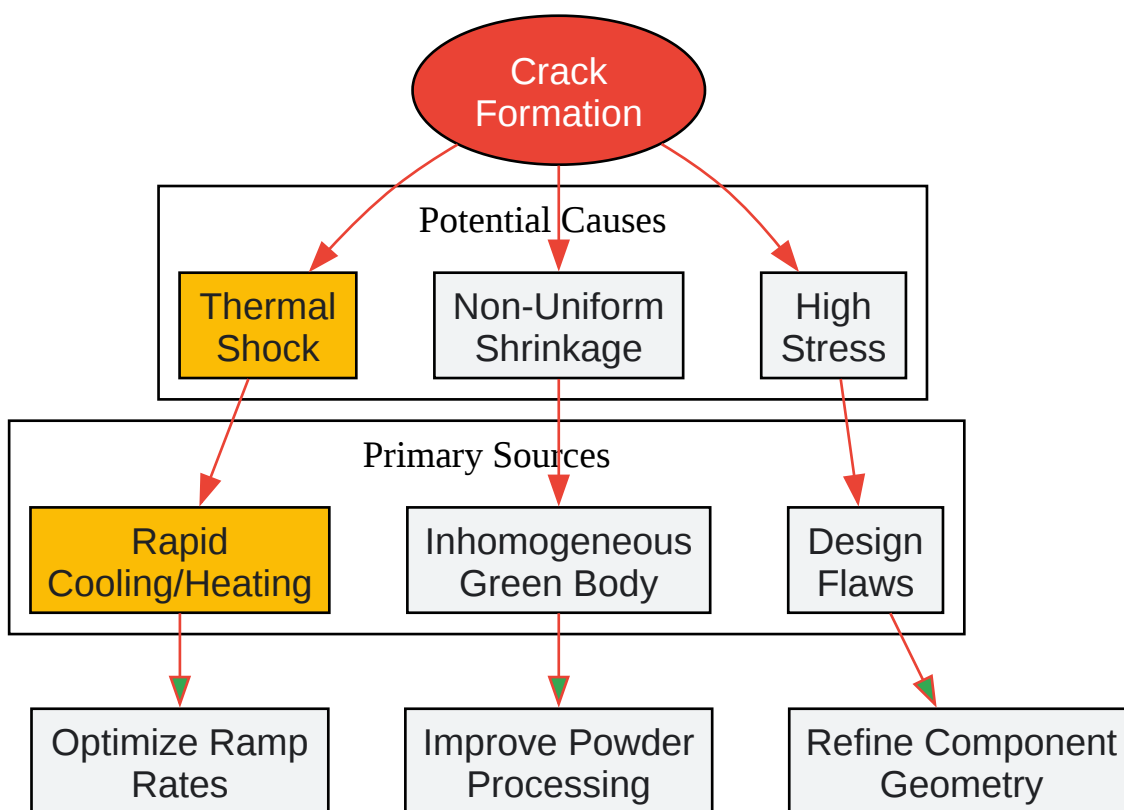 Crack
Formation
Potential Causes
Thermal
Shock
Non-Uniform
Shrinkage
High
Stress
Primary Sources
Rapid
Cooling/Heating
Inhomogeneous
Green Body
Design
Flaws
Optimize Ramp
Rates
Improve Powder
Processing
Refine Component
Geometry